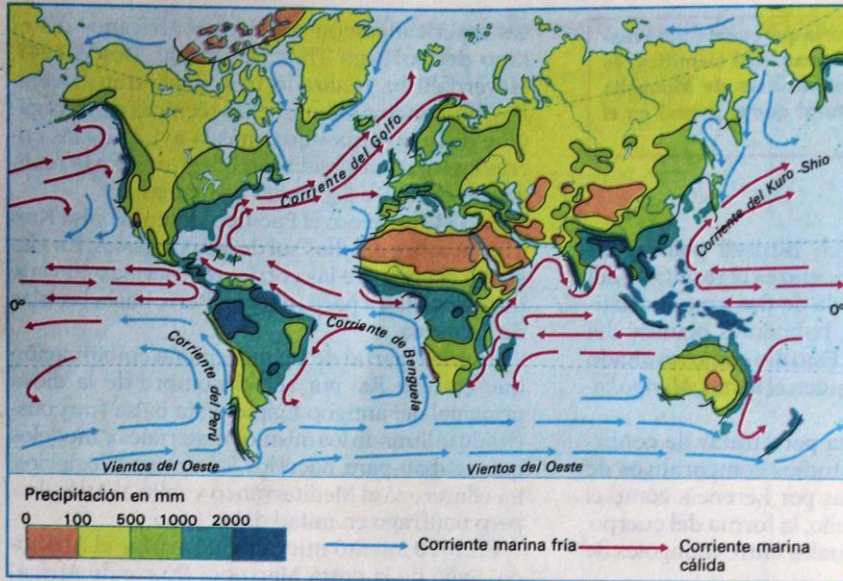 Corriente del Golfo
Corriente del Kuro-Shio
0°
0°
Corriente de Benguela
Corriente del Perú
Vientos del Oeste
Vientos del Oeste
Precipitación en mm
0 100 500 1000 2000
Corriente marina fría
Corriente marina
cálida